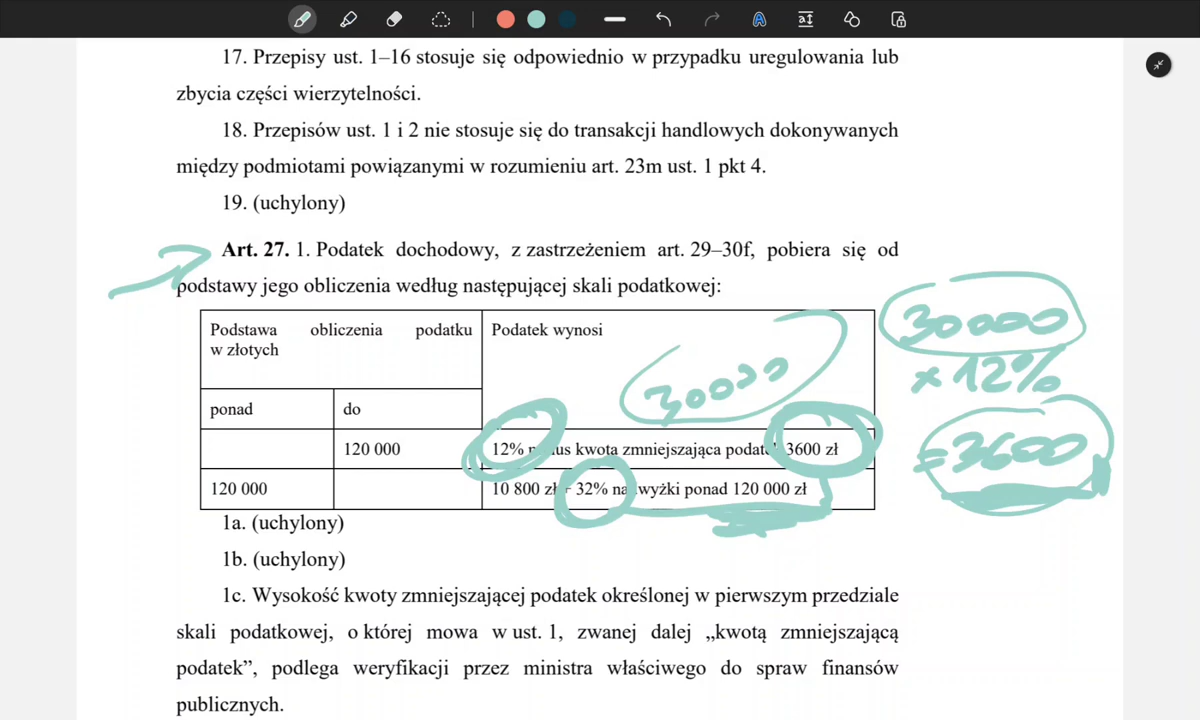 17. Przepisy ust. 1–16 stosuje się odpowiednio w przypadku uregulowania lub
zbycia części wierzytelności.
18. Przepisów ust. 1 i 2 nie stosuje się do transakcji handlowych dokonywanych
między podmiotami powiązanymi w rozumieniu art. 23m ust. 1 pkt 4.
19. (uchylony)
Art. 27. 1. Podatek dochodowy, z zastrzeżeniem art. 29–30f, pobiera się od
podstawy jego obliczenia według następującej skali podatkowej:
Podstawa obliczenia podatku
w złotych
Podatek wynosi
30000
ponad
do
120 000
12% minus kwota zmniejszająca podatek 3600 zł
120 000
10 800 zł + 32% nadwyżki ponad 120 000 zł
30000
x 12%
= 3600
1a. (uchylony)
1b. (uchylony)
1c. Wysokość kwoty zmniejszającej podatek określonej w pierwszym przedziale
skali podatkowej, o której mowa w ust. 1, zwanej dalej „kwotą zmniejszającą
podatek”, podlega weryfikacji przez ministra właściwego do spraw finansów
publicznych.